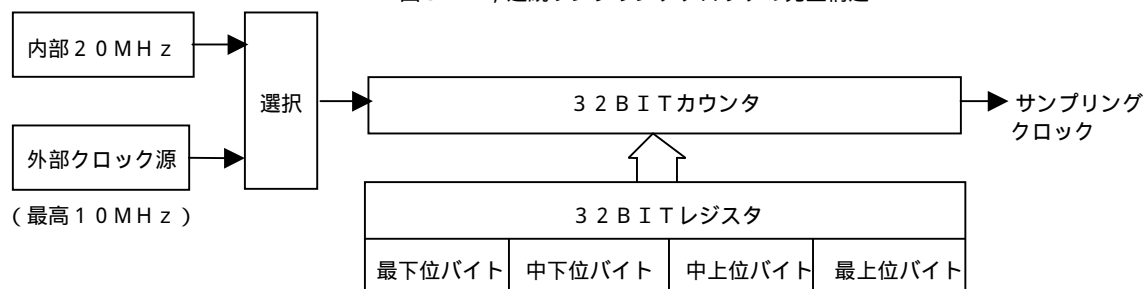 内部２０ＭＨｚ
選択
３２ＢＩＴカウンタ
サンプリング
クロック
外部クロック源
(最高１０ＭＨｚ)
３２ＢＩＴレジスタ
最下位バイト 中下位バイト 中上位バイト 最上位バイト